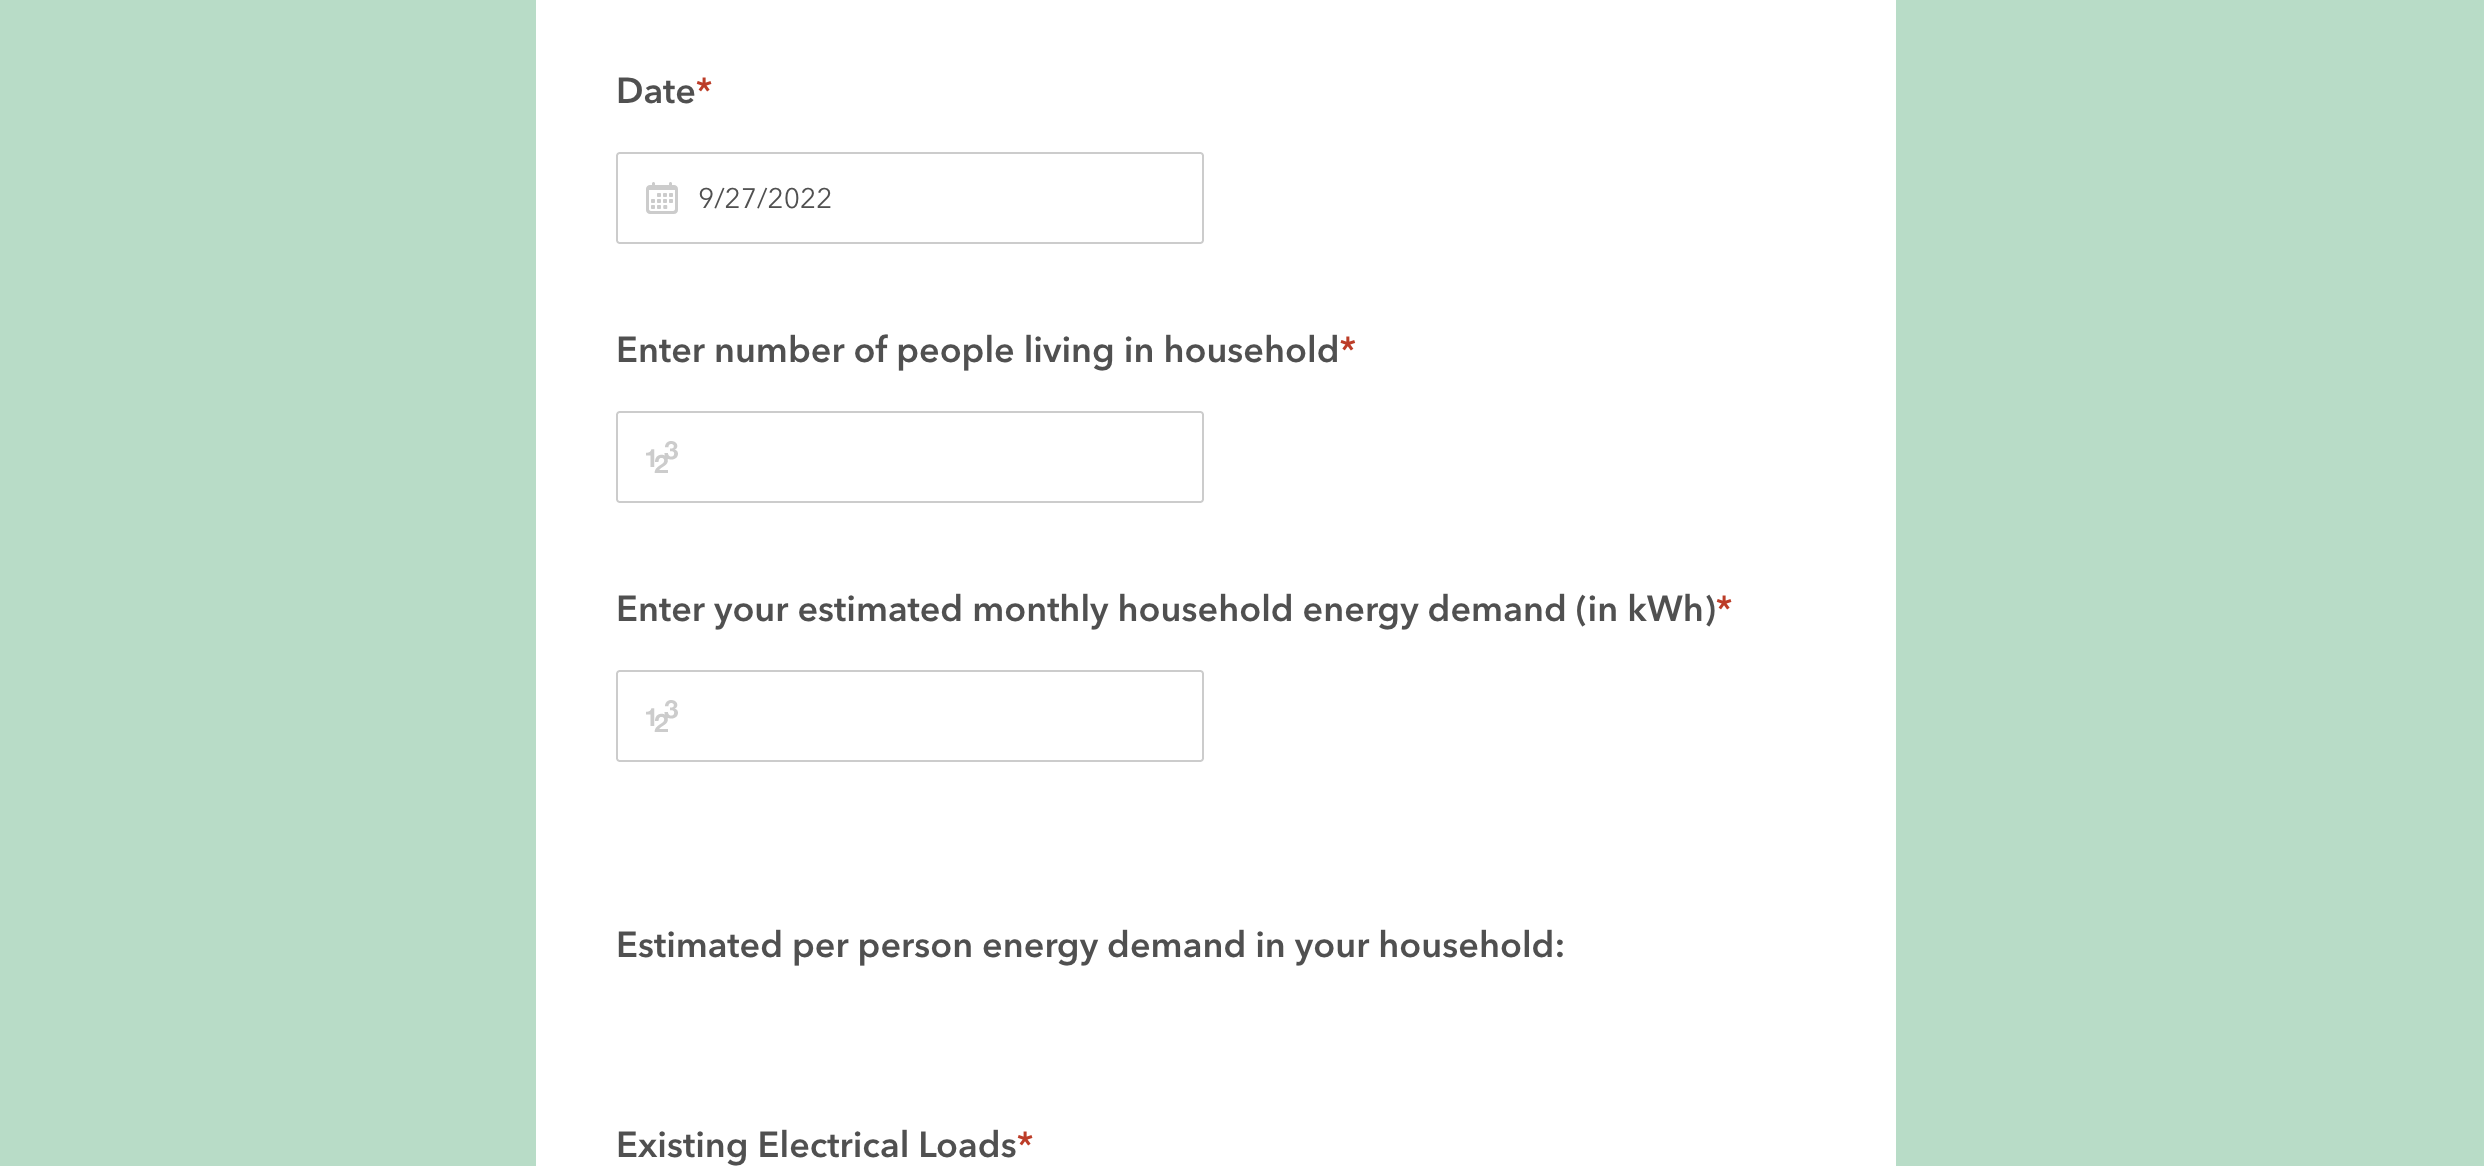 Date*
9/27/2022
Enter number of people living in household*
123
Enter your estimated monthly household energy demand (in kWh)*
123
Estimated per person energy demand in your household:
Existing Electrical Loads*